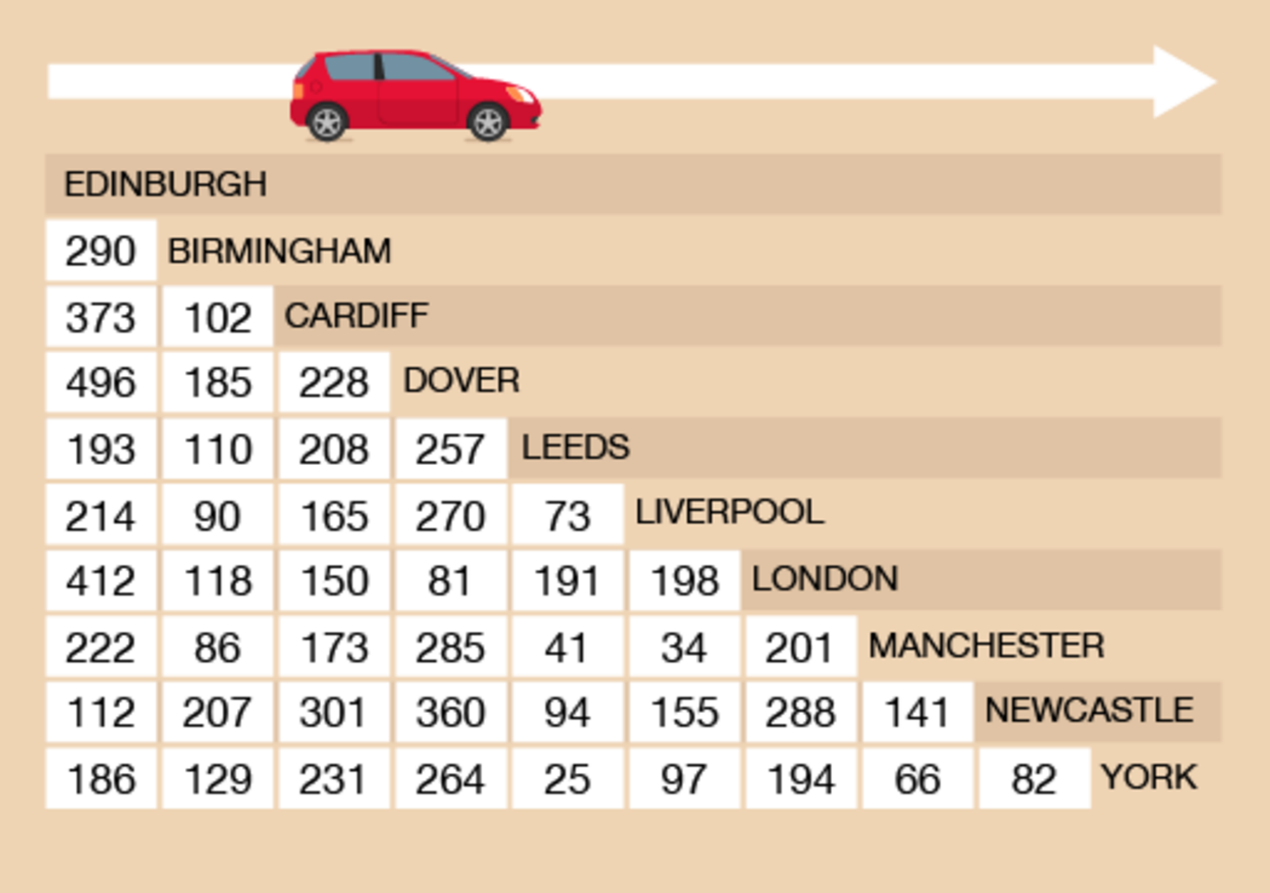 EDINBURGH
290 BIRMINGHAM
373 102 CARDIFF
496 185 228 DOVER
193 110 208 257 LEEDS
214 90 165 270 73 LIVERPOOL
412 118 150 81 191 198 LONDON
222 86 173 285 41 34 201 MANCHESTER
112 207 301 360 94 155 288 141 NEWCASTLE
186 129 231 264 25 97 194 66 82 YORK